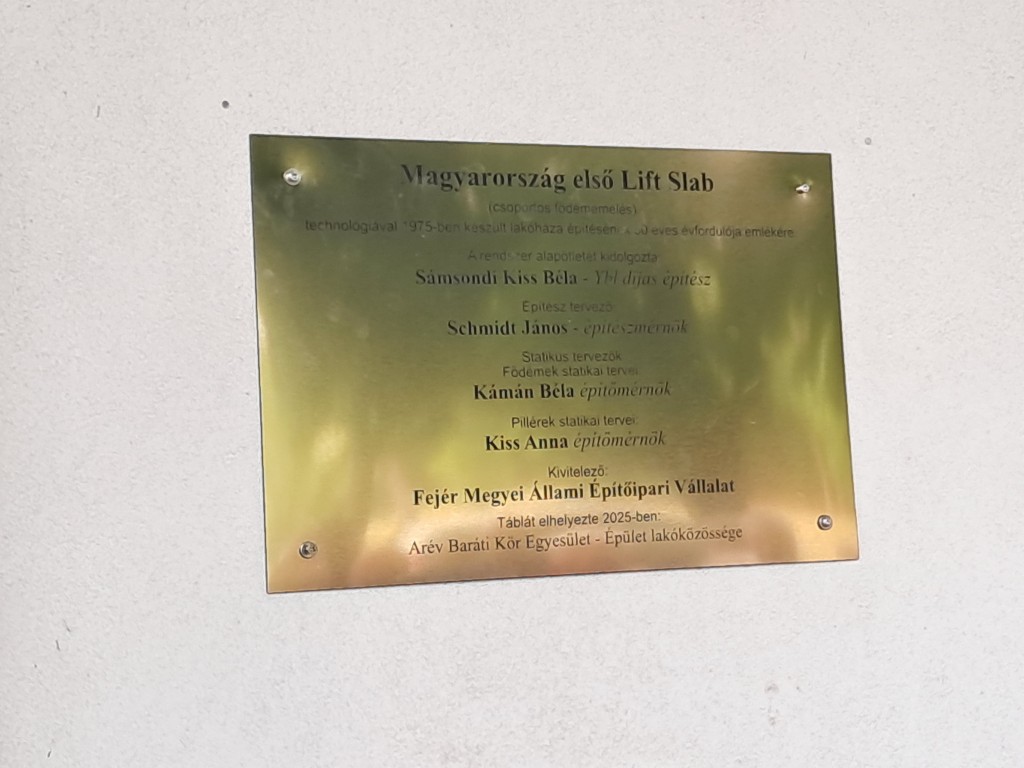 Magyarország első Lift Slab
(csoportos födémemelés)
technológiával 1975-ben készült lakóháza építésének 50 éves évfordulója emlékére
A rendszer alapötletét kidolgozta
Sámsondi Kiss Béla - Ybl díjas építész
Építész tervező
Schmidt János - építészmérnök
Statikus tervezők
Födémek statikai tervei
Kámán Béla építőmérnök
Pillérek statikai tervei:
Kiss Anna építőmérnök
Kivitelező:
Fejér Megyei Állami Építőipari Vállalat
Táblát elhelyezte 2025-ben:
Arév Baráti Kör Egyesület - Épület lakóközössége